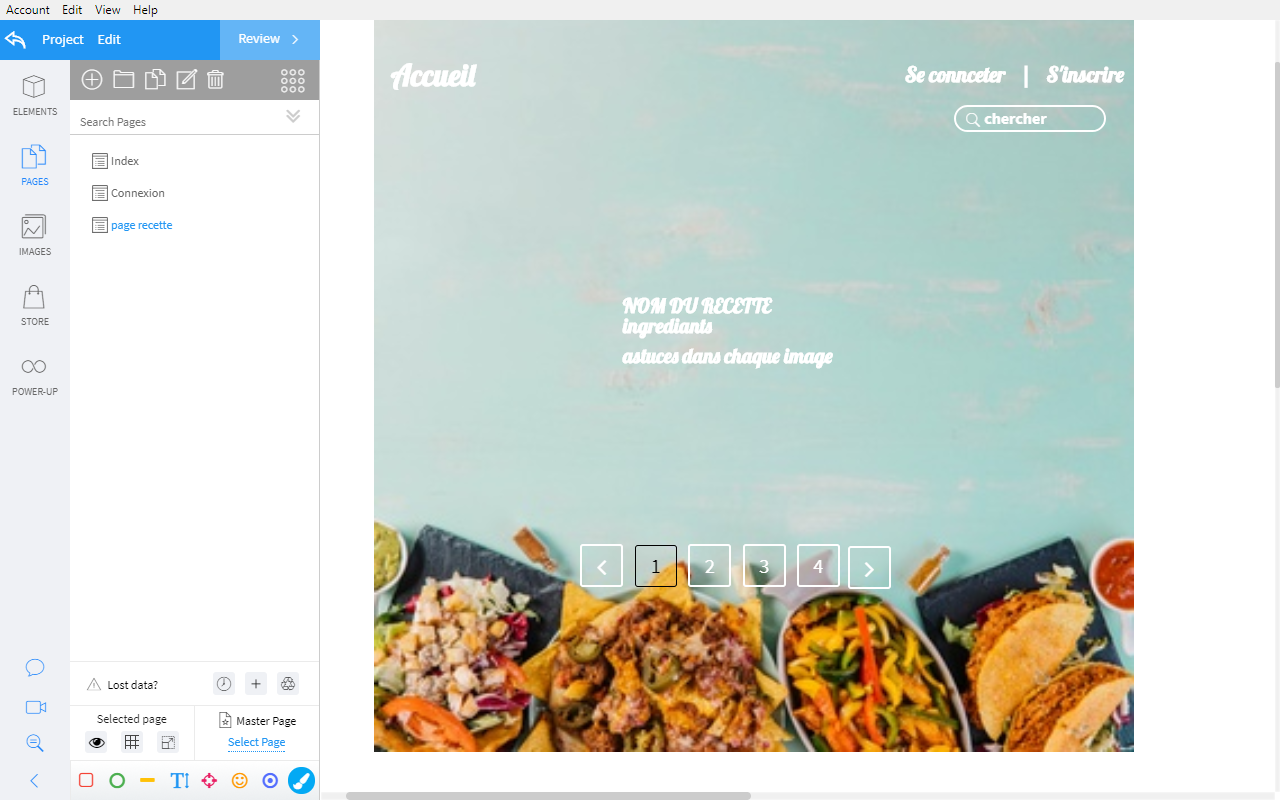 Account Edit View Help
Project Edit Review
ELEMENTS
PAGES
IMAGES
STORE
POWER-UP
Search Pages
Index
Connexion
page recette
Lost data?
Selected page
Master Page
Select Page
Accueil
Se connceter | S'inscrire
chercher
NOM DU RECETTE
ingrediants
astuces dans chaque image
1 2 3 4